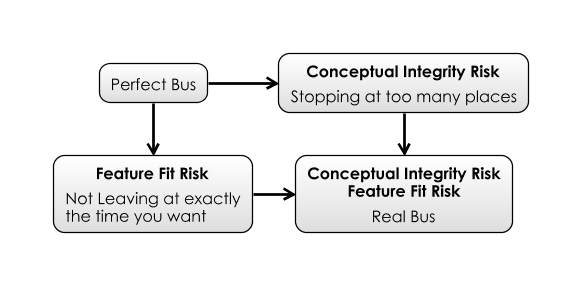 Perfect Bus
Conceptual Integrity Risk
Stopping at too many places
Feature Fit Risk
Not Leaving at exactly
the time you want
Conceptual Integrity Risk
Feature Fit Risk
Real Bus